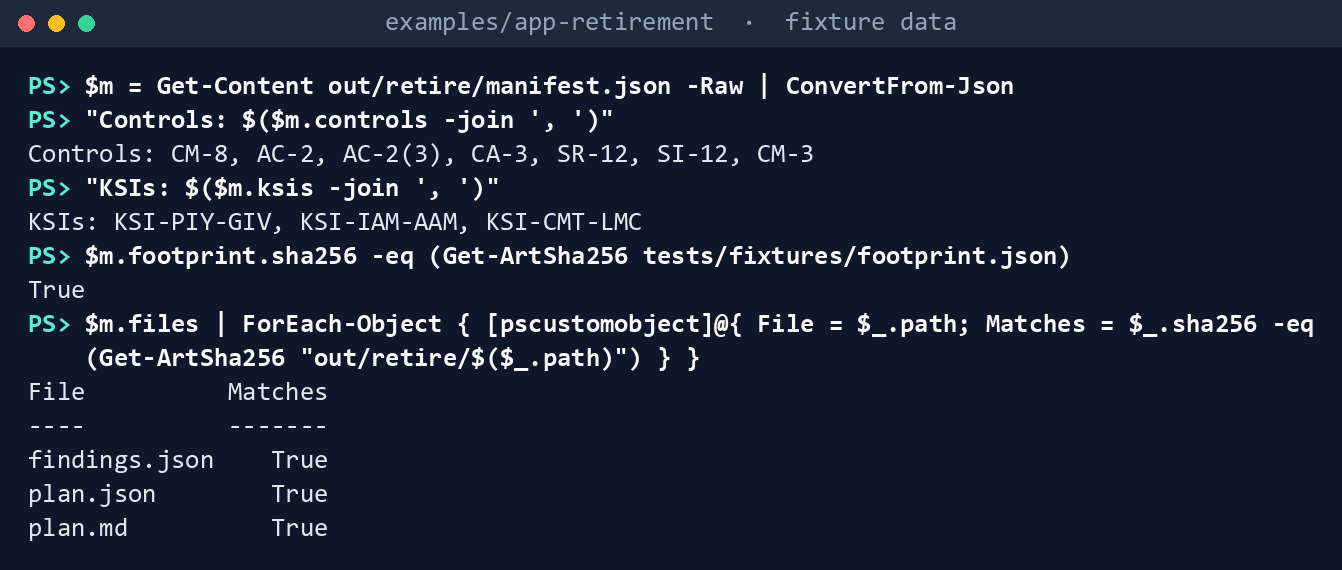 examples/app-retirement · fixture data
PS> $m = Get-Content out/retire/manifest.json -Raw | ConvertFrom-Json
PS> "Controls: $($m.controls -join ', ')"
Controls: CM-8, AC-2, AC-2(3), CA-3, SR-12, SI-12, CM-3
PS> "KSIs: $($m.ksis -join ', ')"
KSIs: KSI-PIY-GIV, KSI-IAM-AAM, KSI-CMT-LMC
PS> $m.footprint.sha256 -eq (Get-ArtSha256 tests/fixtures/footprint.json)
True
PS> $m.files | ForEach-Object { [pscustomobject]@{ File = $_.path; Matches = $_.sha256 -eq
(Get-ArtSha256 "out/retire/$($_.path)") } }
File          Matches
----          -------
findings.json    True
plan.json        True
plan.md          True